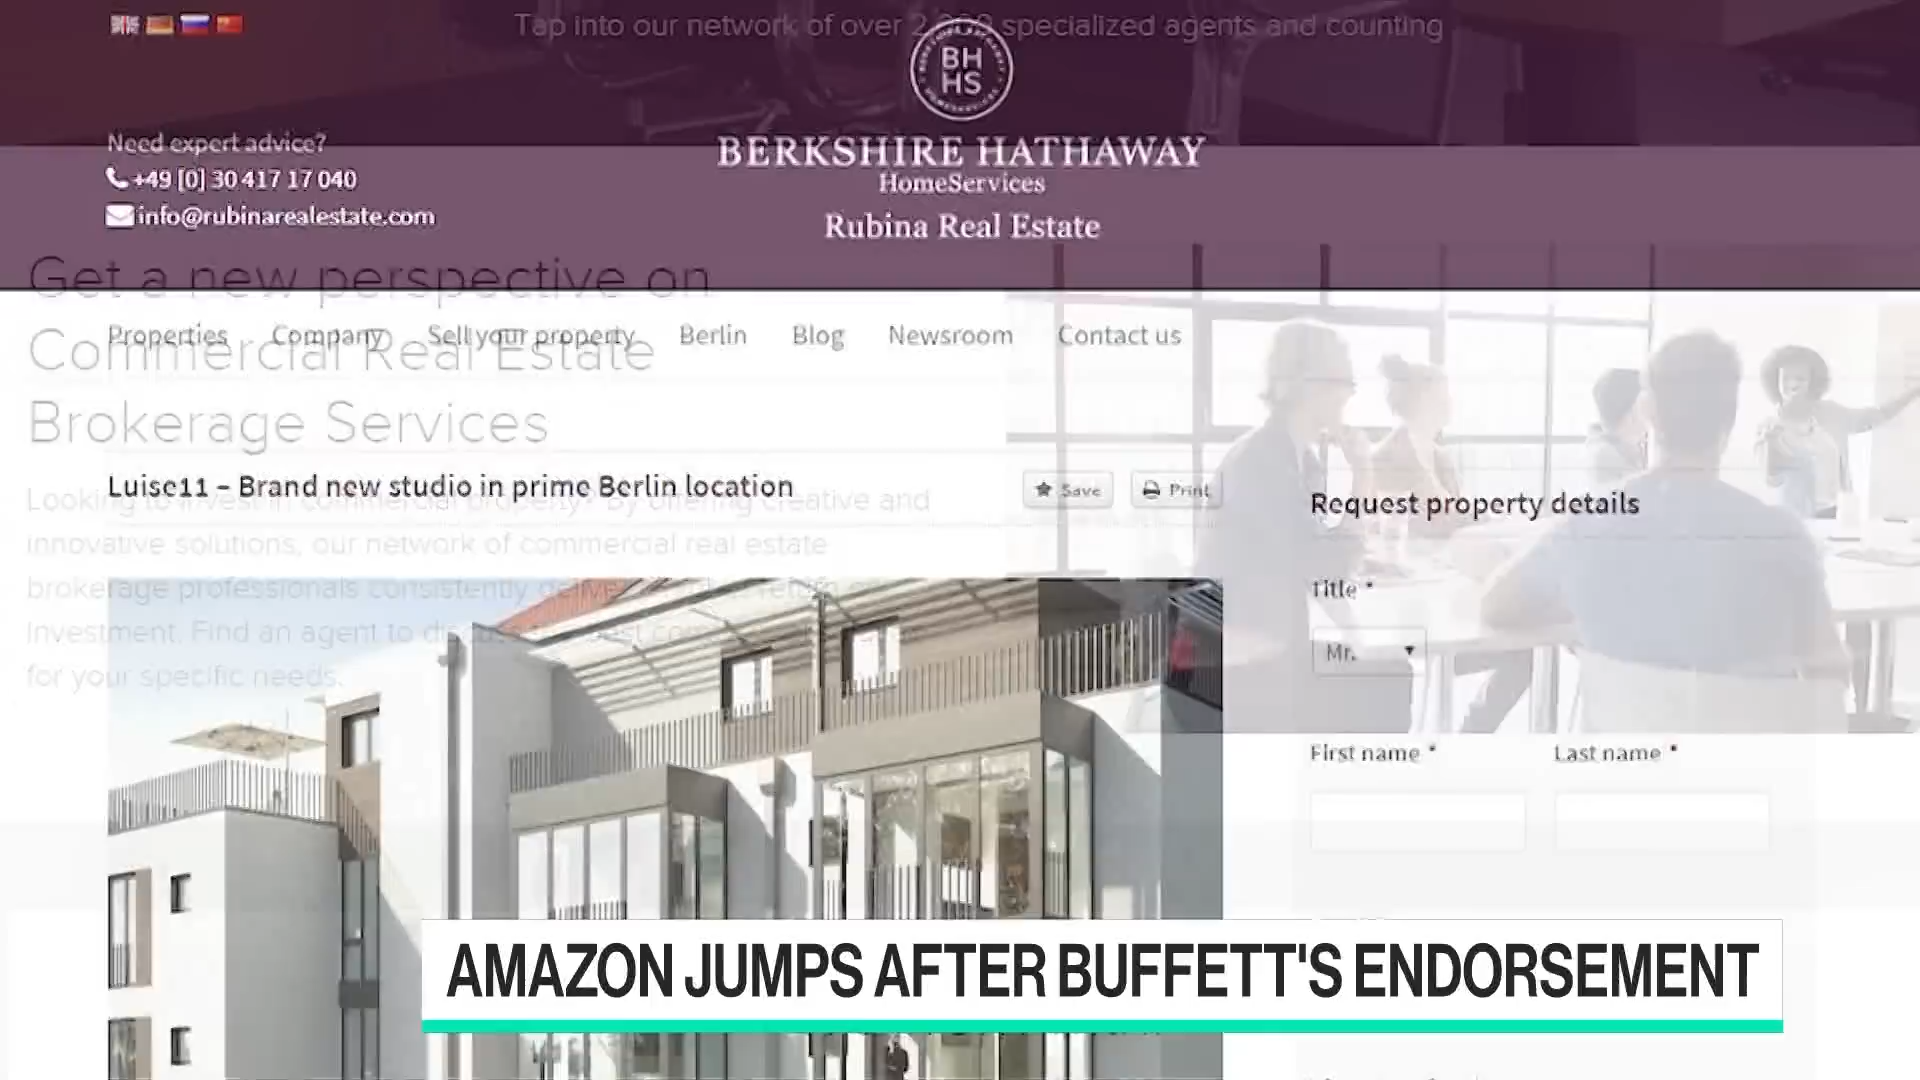 Tap into our network of over 2,000 specialized agents and counting
BH
HS
Need expert advice?
+49 [0] 30 417 17 040
info@rubinarealestate.com
BERKSHIRE HATHAWAY
HomeServices
Rubina Real Estate
Get a new perspective on
Commercial Real Estate
Brokerage Services
Properties Company Sell your property Berlin Blog Newsroom Contact us
Luise11 – Brand new studio in prime Berlin location
Save
Print
Looking to invest in commercial property? By offering creative and
innovative solutions, our network of commercial real estate
brokerage professionals consistently
Investment. Find an agent to
for your specific needs.
Request property details
Title *
Mr.
First name *
Last name *
AMAZON JUMPS AFTER BUFFETT'S ENDORSEMENT